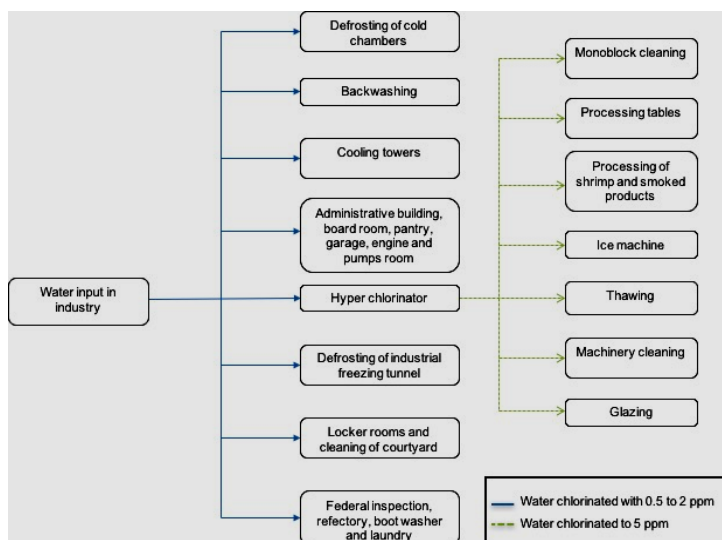 Water input in
industry
Defrosting of cold
chambers
Backwashing
Cooling towers
Administrative building,
board room, pantry,
garage, engine and
pumps room
Hyper chlorinator
Defrosting of industrial
freezing tunnel
Locker rooms and
cleaning of courtyard
Federal inspection,
refectory, boot washer
and laundry
Monoblock cleaning
Processing tables
Processing of
shrimp and smoked
products
Ice machine
Thawing
Machinery cleaning
Glazing
Water chlorinated with 0.5 to 2 ppm
Water chlorinated to 5 ppm